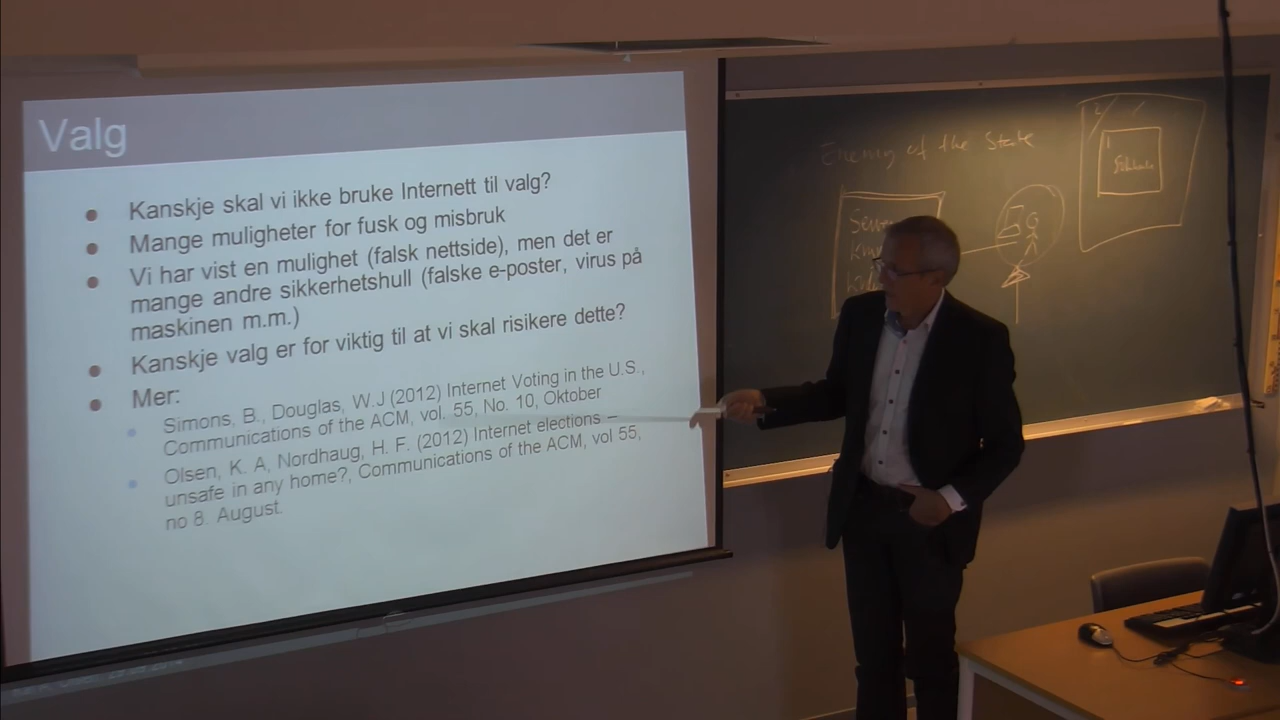 Valg
Kanskje skal vi ikke bruke Internett til valg?
Mange muligheter for fusk og misbruk
Vi har vist en mulighet (falsk nettside), men det er
mange andre sikkerhetshull (falske e-poster, virus på
maskinen m.m.)
Kanskje valg er for viktig til at vi skal risikere dette?
Mer:
Simons, B., Douglas, W.J (2012) Internet Voting in the U.S.,
Communications of the ACM, vol. 55, No. 10, Oktober
Olsen, K. A, Nordhaug, H. F. (2012) Internet elections –
unsafe in any home?, Communications of the ACM, vol 55,
no 8. August.
Enemy of the State
2
1